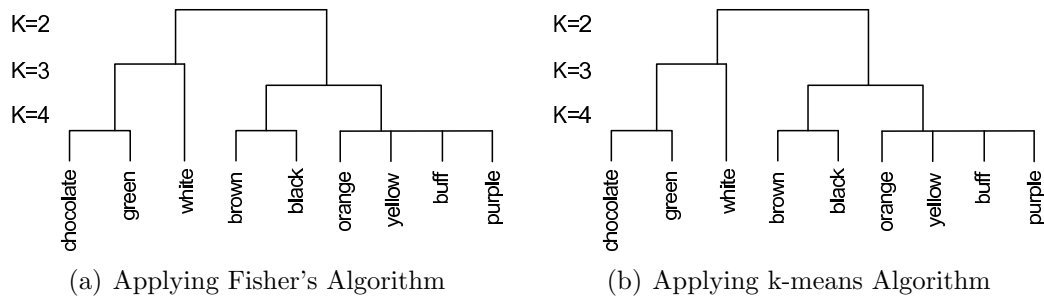 K=2
K=3
K=4
chocolate
green
white
brown
black
orange
yellow
buff
purple
(a) Applying Fisher's Algorithm
K=2
K=3
K=4
chocolate
green
white
brown
black
orange
yellow
buff
purple
(b) Applying k-means Algorithm